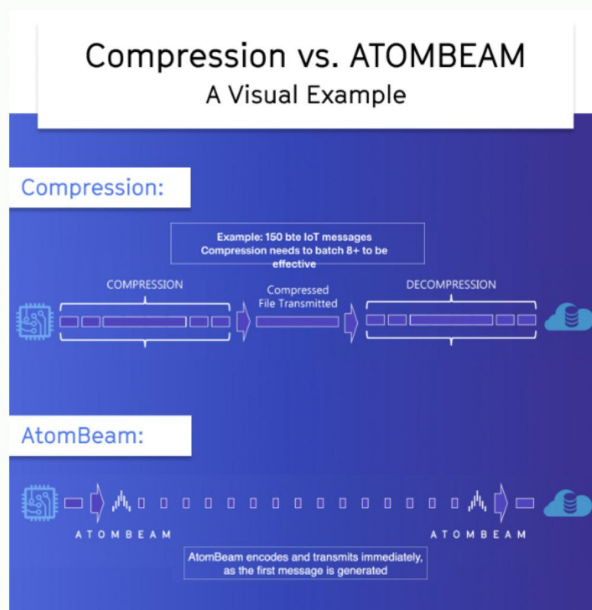 Compression vs. ATOMBEAM
A Visual Example
Compression:
Example: 150 bte IoT messages
Compression needs to batch 8+ to be
effective
COMPRESSION
Compressed
File Transmitted
DECOMPRESSION
AtomBeam:
ATOMBEAM
ATOMBEAM
AtomBeam encodes and transmits immediately,
as the first message is generated